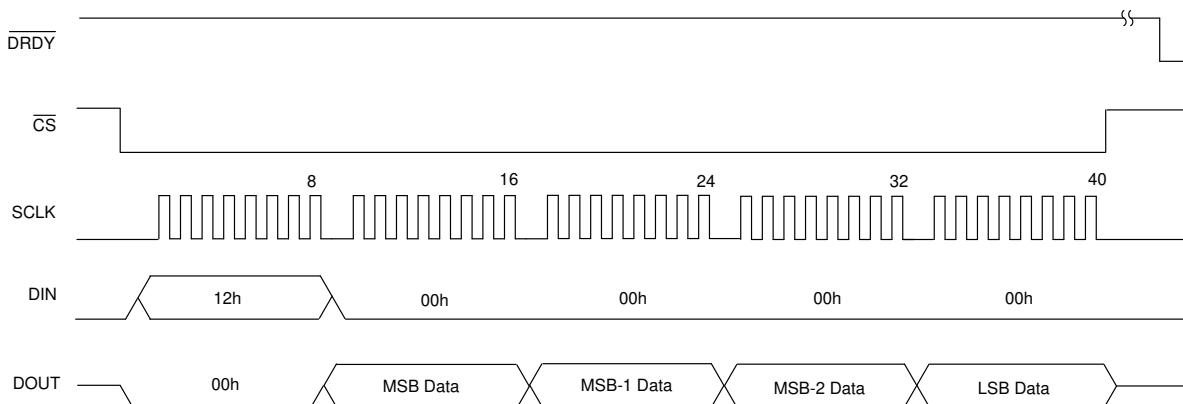 DRDY
CS
8 16 24 32 40
SCLK
DIN 12h 00h 00h 00h 00h
DOUT 00h MSB Data MSB-1 Data MSB-2 Data LSB Data